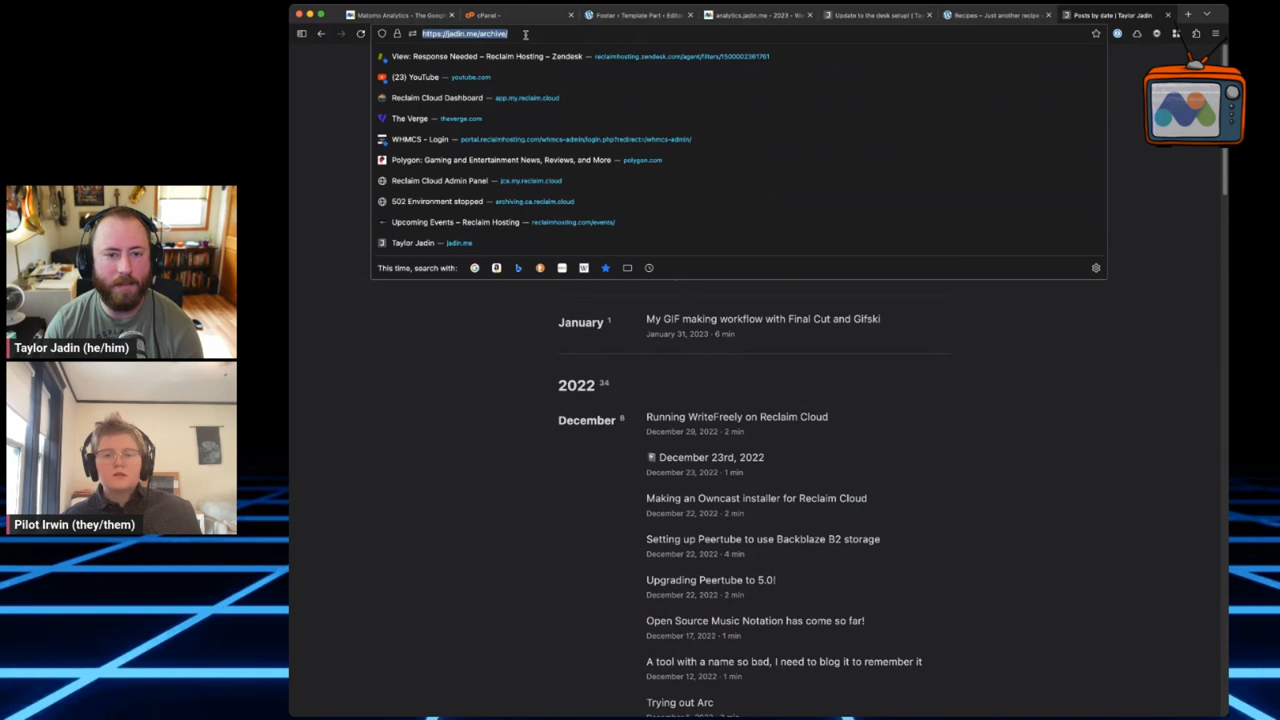 Matomo Analytics - The Googl
cPanel -
Footer ‹ Template Part ‹ Editor
analytics.jadin.me - 2023 - W
Update to the desk setup! | Ta
Recipes – Just another recipe
Posts by date | Taylor Jadin
https://jadin.me/archive/
View: Response Needed – Reclaim Hosting – Zendesk — reclaimhosting.zendesk.com/agent/filters/1500002361761
(23) YouTube — youtube.com
Reclaim Cloud Dashboard — app.my.reclaim.cloud
The Verge — theverge.com
WHMCS - Login — portal.reclaimhosting.com/whmcs-admin/login.php?redirect=/whmcs-admin/
Polygon: Gaming and Entertainment News, Reviews, and More — polygon.com
Reclaim Cloud Admin Panel — jca.my.reclaim.cloud
502 Environment stopped — archiving.ca.reclaim.cloud
Upcoming Events – Reclaim Hosting — reclaimhosting.com/events/
Taylor Jadin — jadin.me
This time, search with:
January 1
My GIF making workflow with Final Cut and Gifski
January 31, 2023 · 6 min
2022 34
December 8
Running WriteFreely on Reclaim Cloud
December 29, 2022 · 2 min
December 23rd, 2022
December 23, 2022 · 1 min
Making an Owncast installer for Reclaim Cloud
December 22, 2022 · 2 min
Setting up Peertube to use Backblaze B2 storage
December 22, 2022 · 4 min
Upgrading Peertube to 5.0!
December 22, 2022 · 2 min
Open Source Music Notation has come so far!
December 17, 2022 · 1 min
A tool with a name so bad, I need to blog it to remember it
December 12, 2022 · 1 min
Trying out Arc
Taylor Jadin (he/him)
Pilot Irwin (they/them)